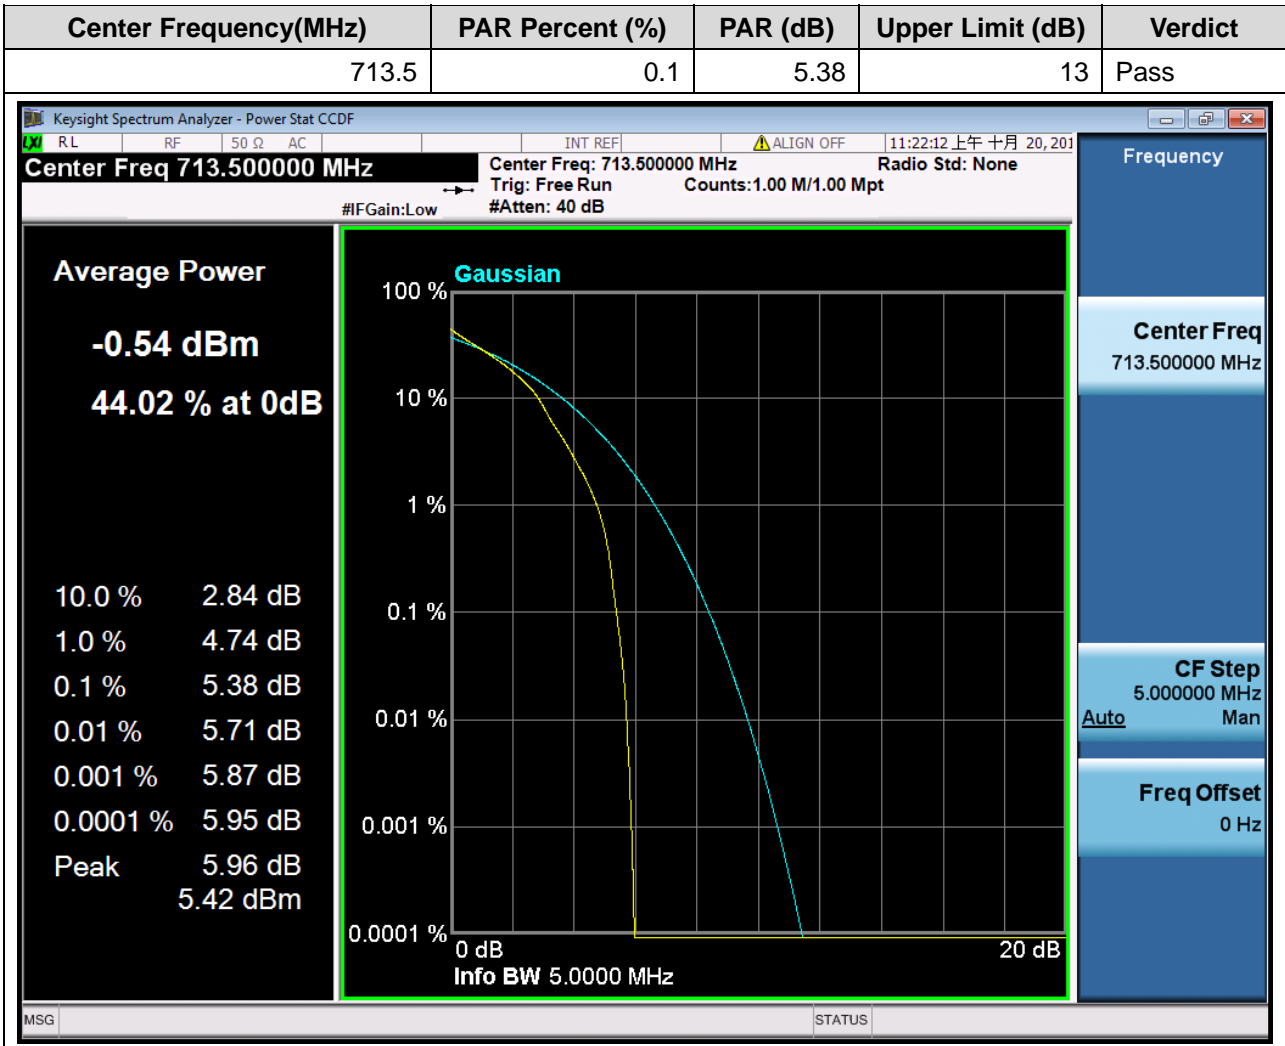 Center Frequency(MHz) PAR Percent (%) PAR (dB) Upper Limit (dB) Verdict
713.5 0.1 5.38 13 Pass
Keysight Spectrum Analyzer - Power Stat CCDF
LXI RL RF 50 Ω AC INT REF ALIGN OFF 11:22:12 上午 十月 20, 201
Center Freq 713.500000 MHz
Center Freq: 713.500000 MHz Radio Std: None
Trig: Free Run Counts:1.00 M/1.00 Mpt
#IFGain:Low #Atten: 40 dB
Average Power
-0.54 dBm
44.02 % at 0dB
10.0 % 2.84 dB
1.0 % 4.74 dB
0.1 % 5.38 dB
0.01 % 5.71 dB
0.001 % 5.87 dB
0.0001 % 5.95 dB
Peak 5.96 dB
5.42 dBm
Gaussian
100 %
10 %
1 %
0.1 %
0.01 %
0.001 %
0.0001 %
0 dB 20 dB
Info BW 5.0000 MHz
Frequency
Center Freq
713.500000 MHz
CF Step
5.000000 MHz
Auto Man
Freq Offset
0 Hz
MSG STATUS